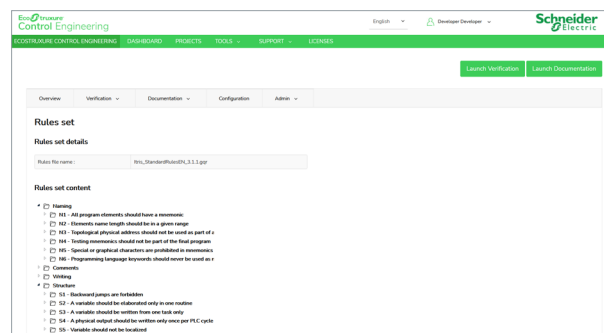 EcoStruxure
Control Engineering
English
Developer Developer
Schneider
Electric
ECOSTRUXURE CONTROL ENGINEERING DASHBOARD PROJECTS TOOLS SUPPORT LICENSES
Launch Verification Launch Documentation
Overview Verification Documentation Configuration Admin
Rules set
Rules set details
Rules file name : StandardRulesEN_3.1.1.gqr
Rules set content
Naming
N1 - All program elements should have a mnemonic
N2 - Elements name length should be in a given range
N3 - Topological physical address should not be used as part of a
N4 - Testing mnemonics should not be part of the final program
N5 - Special or graphical characters are prohibited in mnemonics
N6 - Programming language keywords should never be used as
Comments
Writing
Structure
S1 - Backward jumps are forbidden
S2 - A variable should be elaborated only in one routine
S3 - A variable should be written from one task only
S4 - A physical output should be written only once per PLC cycle
S5 - Variable should not be localized